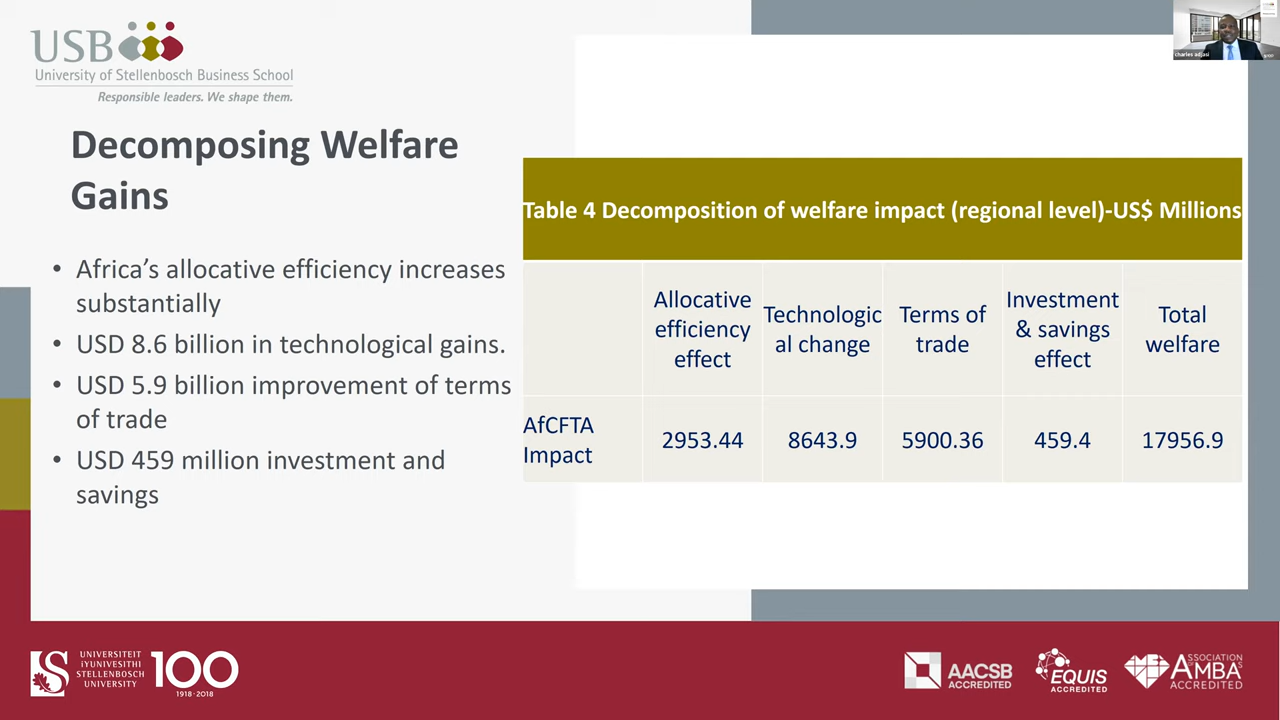 USB
University of Stellenbosch Business School
Responsible leaders. We shape them.
charles adjasi
Decomposing Welfare
Gains
• Africa's allocative efficiency increases
substantially
• USD 8.6 billion in technological gains.
• USD 5.9 billion improvement of terms
of trade
• USD 459 million investment and
savings
Table 4 Decomposition of welfare impact (regional level)-US$ Millions
Allocative
efficiency
effect
Technologic
al change
Terms of
trade
Investment
& savings
effect
Total
welfare
AfCFTA
Impact
2953.44
8643.9
5900.36
459.4
17956.9
UNIVERSITEIT
iYUNIVESITHI
STELLENBOSCH
UNIVERSITY
100
1918·2018
AACSB
ACCREDITED
EQUIS
ACCREDITED
ASSOCIATION
AMBA
ACCREDITED